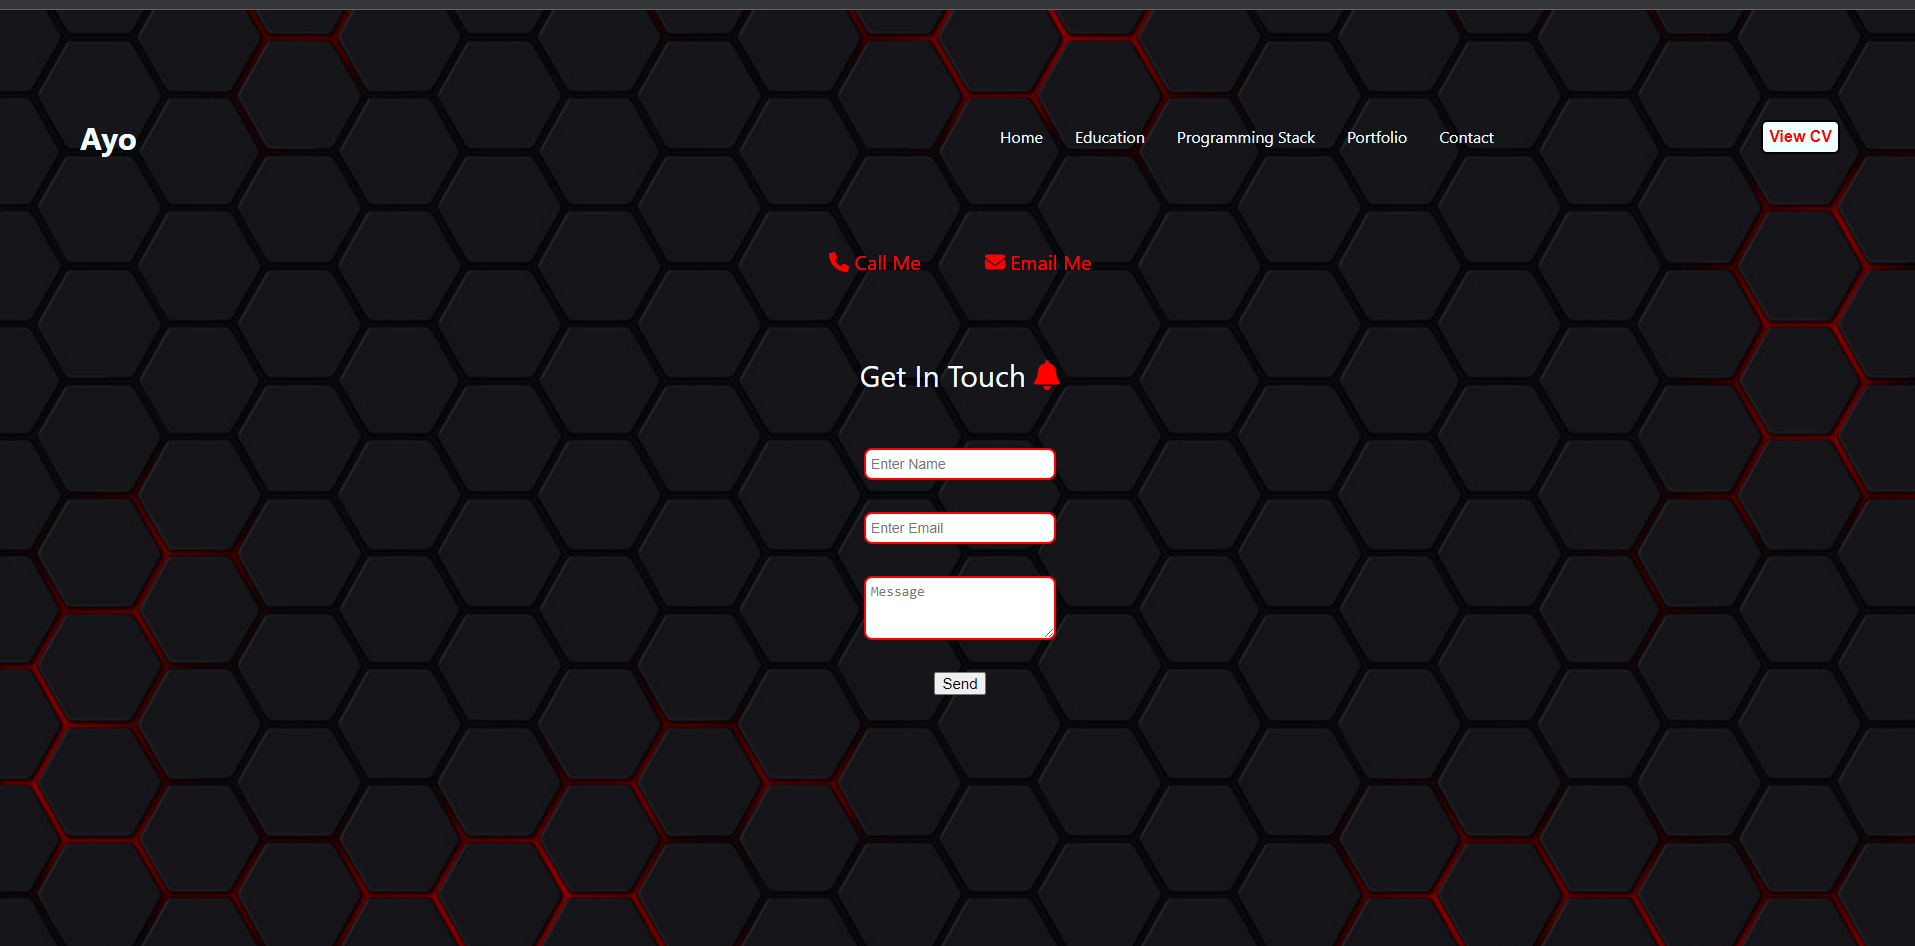 Ayo
Home Education Programming Stack Portfolio Contact
View CV
Call Me Email Me
Get In Touch
Enter Name
Enter Email
Message
Send